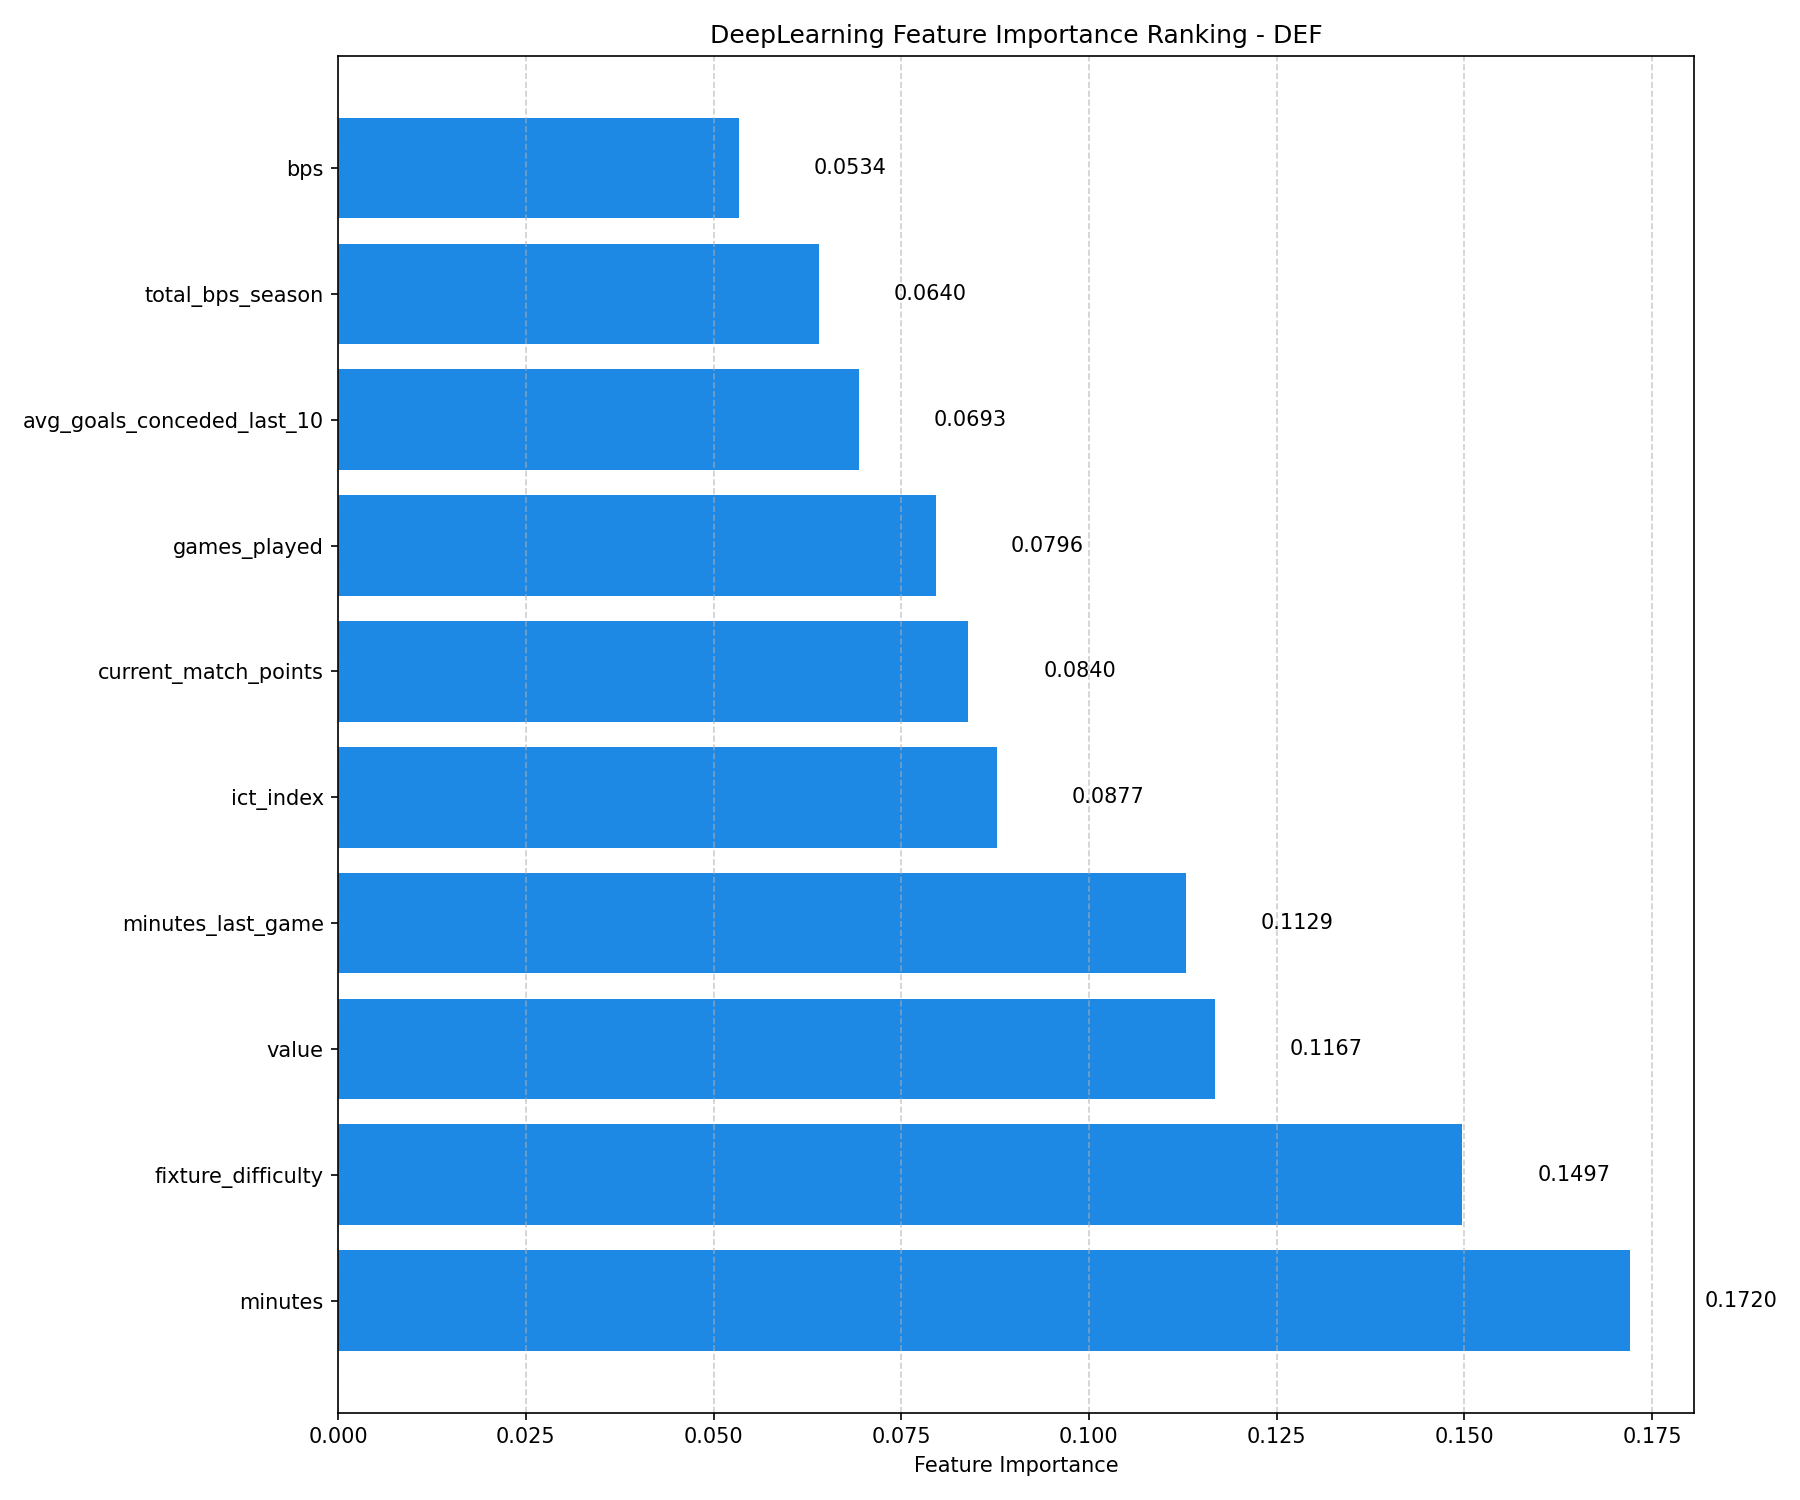 DeepLearning Feature Importance Ranking - DEF
bps
0.0534
total_bps_season
0.0640
avg_goals_conceded_last_10
0.0693
games_played
0.0796
current_match_points
0.0840
ict_index
0.0877
minutes_last_game
0.1129
value
0.1167
fixture_difficulty
0.1497
minutes
0.1720
0.000 0.025 0.050 0.075 0.100 0.125 0.150 0.175
Feature Importance